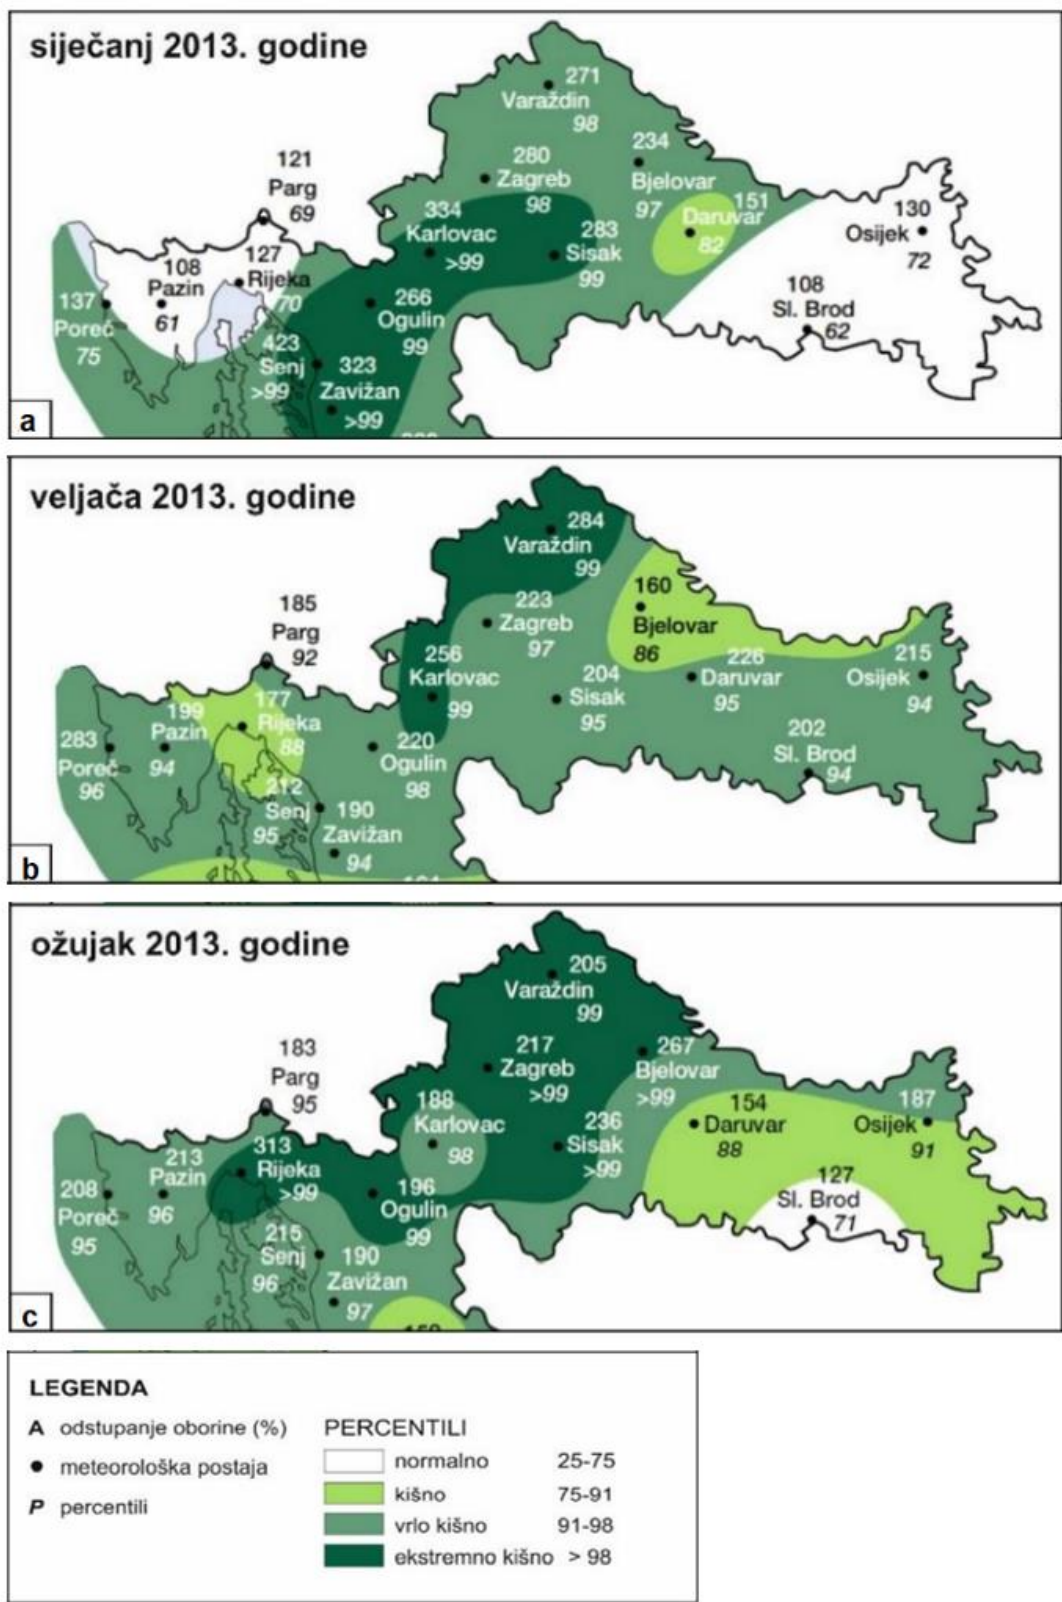 siječanj 2013. godine
271
Varaždin
98
121
Parg
69
280
Zagreb
98
234
Bjelovar
97
151
Daruvar
82
130
Osijek
72
334
Karlovac
>99
283
Sisak
99
127
Rijeka
70
108
Pazin
61
137
Poreč
75
266
Ogulin
99
108
Sl. Brod
62
423
Senj
>99
323
Zavižan
>99
a
veljača 2013. godine
284
Varaždin
99
185
Parg
92
223
Zagreb
97
160
Bjelovar
86
256
Karlovac
99
204
Sisak
95
226
Daruvar
95
215
Osijek
94
177
Rijeka
88
199
Pazin
94
283
Poreč
96
220
Ogulin
98
202
Sl. Brod
94
212
Senj
95
190
Zavižan
94
b
ožujak 2013. godine
205
Varaždin
99
183
Parg
95
217
Zagreb
>99
267
Bjelovar
>99
188
Karlovac
98
236
Sisak
>99
154
Daruvar
88
187
Osijek
91
313
Rijeka
>99
213
Pazin
96
208
Poreč
95
196
Ogulin
99
127
Sl. Brod
71
215
Senj
96
190
Zavižan
97
c
LEGENDA
A odstupanje oborine (%)
meteorološka postaja
P percentili
PERCENTILI
normalno 25-75
kišno 75-91
vrlo kišno 91-98
ekstremno kišno > 98